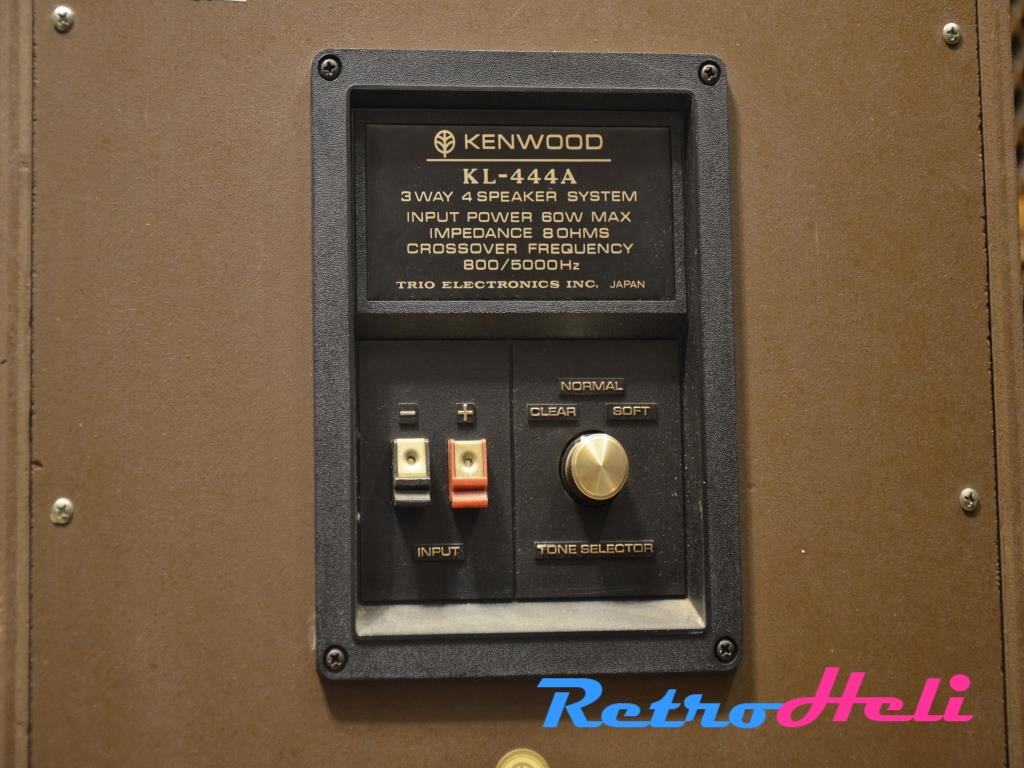 KENWOOD
KL-444A
3 WAY 4 SPEAKER SYSTEM
INPUT POWER 60W MAX
IMPEDANCE 8 OHMS
CROSSOVER FREQUENCY
800/5000Hz
TRIO ELECTRONICS INC. JAPAN
NORMAL
CLEAR SOFT
- +
INPUT
TONE SELECTOR
RetroHeli